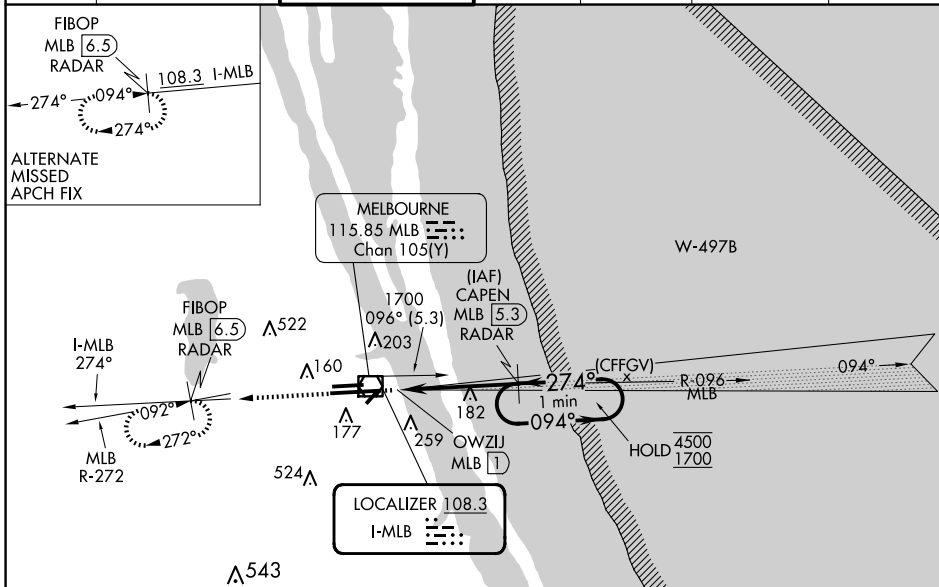 FIBOP
MLB 6.5
RADAR
108.3 I-MLB
274°
094°
274°
ALTERNATE
MISSED
APCH FIX
MELBOURNE
115.85 MLB
Chan 105(Y)
W-497B
(IAF)
CAPEN
MLB 5.3
RADAR
1700
096° (5.3)
FIBOP
MLB 6.5
RADAR
522
203
I-MLB
274°
160
(CFFGV)
094°
274°
R-096
MLB
1 min
182
094°
092°
272°
177
259
OWZIJ
MLB 1
HOLD 4500
1700
MLB
R-272
524
LOCALIZER 108.3
I-MLB
543